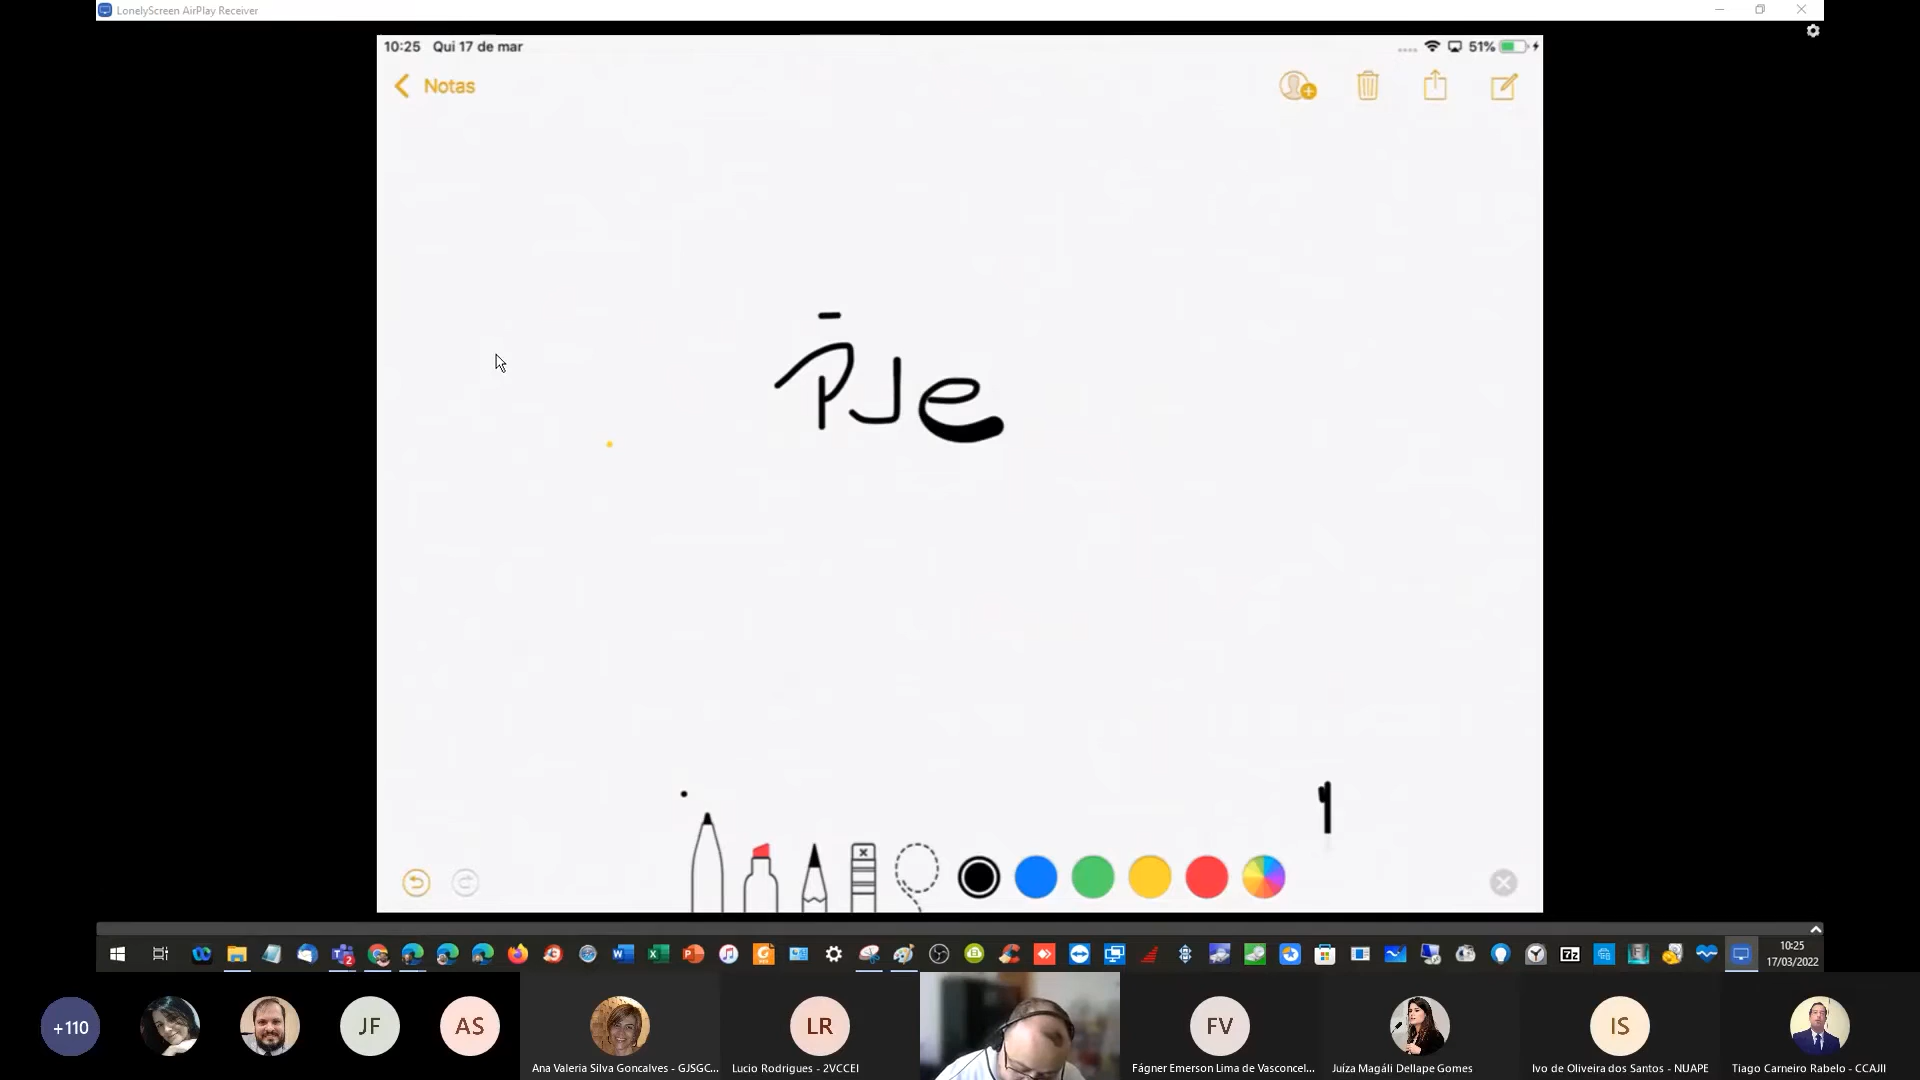 LonelyScreen AirPlay Receiver
10:25 Qui 17 de mar
51%
Notas
PJe
10:25
17/03/2022
+110
JF
AS
LR
FV
IS
Ana Valeria Silva Goncalves - GJSGC...
Lucio Rodrigues - 2VCCEI
Fágner Emerson Lima de Vasconcel...
Juíza Magáli Dellape Gomes
Ivo de Oliveira dos Santos - NUAPE
Tiago Carneiro Rabelo - CCAJII